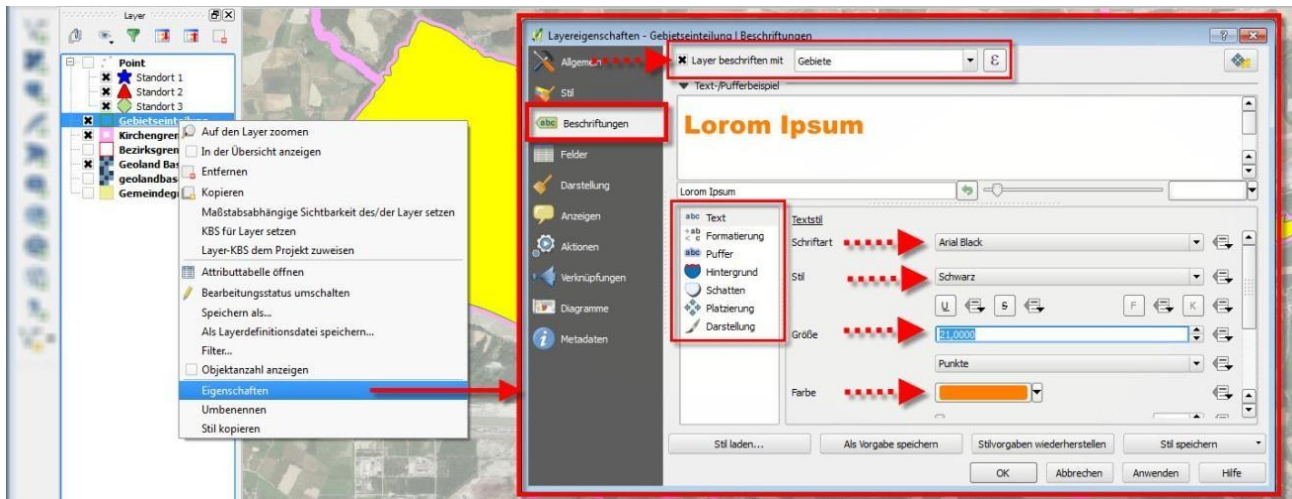 Layer
Point
Standort 1
Standort 2
Standort 3
Gebietseinteilung
Kirchengren
Bezirksgren
Geoland Bas
geolandbas
Gemeindeg
Auf den Layer zoomen
In der Übersicht anzeigen
Entfernen
Kopieren
Maßstabsabhängige Sichtbarkeit des/der Layer setzen
KBS für Layer setzen
Layer-KBS dem Projekt zuweisen
Attributtabelle öffnen
Bearbeitungsstatus umschalten
Speichern als...
Als Layerdefinitionsdatei speichern...
Filter...
Objektanzahl anzeigen
Eigenschaften
Umbenennen
Stil kopieren
Layereigenschaften - Gebietseinteilung | Beschriftungen
Allgemein
Stil
Beschriftungen
Felder
Darstellung
Anzeigen
Aktionen
Verknüpfungen
Diagramme
Metadaten
Layer beschriften mit Gebiete ε
Text-/Pufferbeispiel
Lorom Ipsum
Lorom Ipsum
Text
Formatierung
Puffer
Hintergrund
Schatten
Platzierung
Darstellung
Textstil
Schriftart Arial Black
Stil Schwarz
U S F K
Größe 21,0000
Punkte
Farbe
Stil laden... Als Vorgabe speichern Stilvorgaben wiederherstellen Stil speichern
OK Abbrechen Anwenden Hilfe